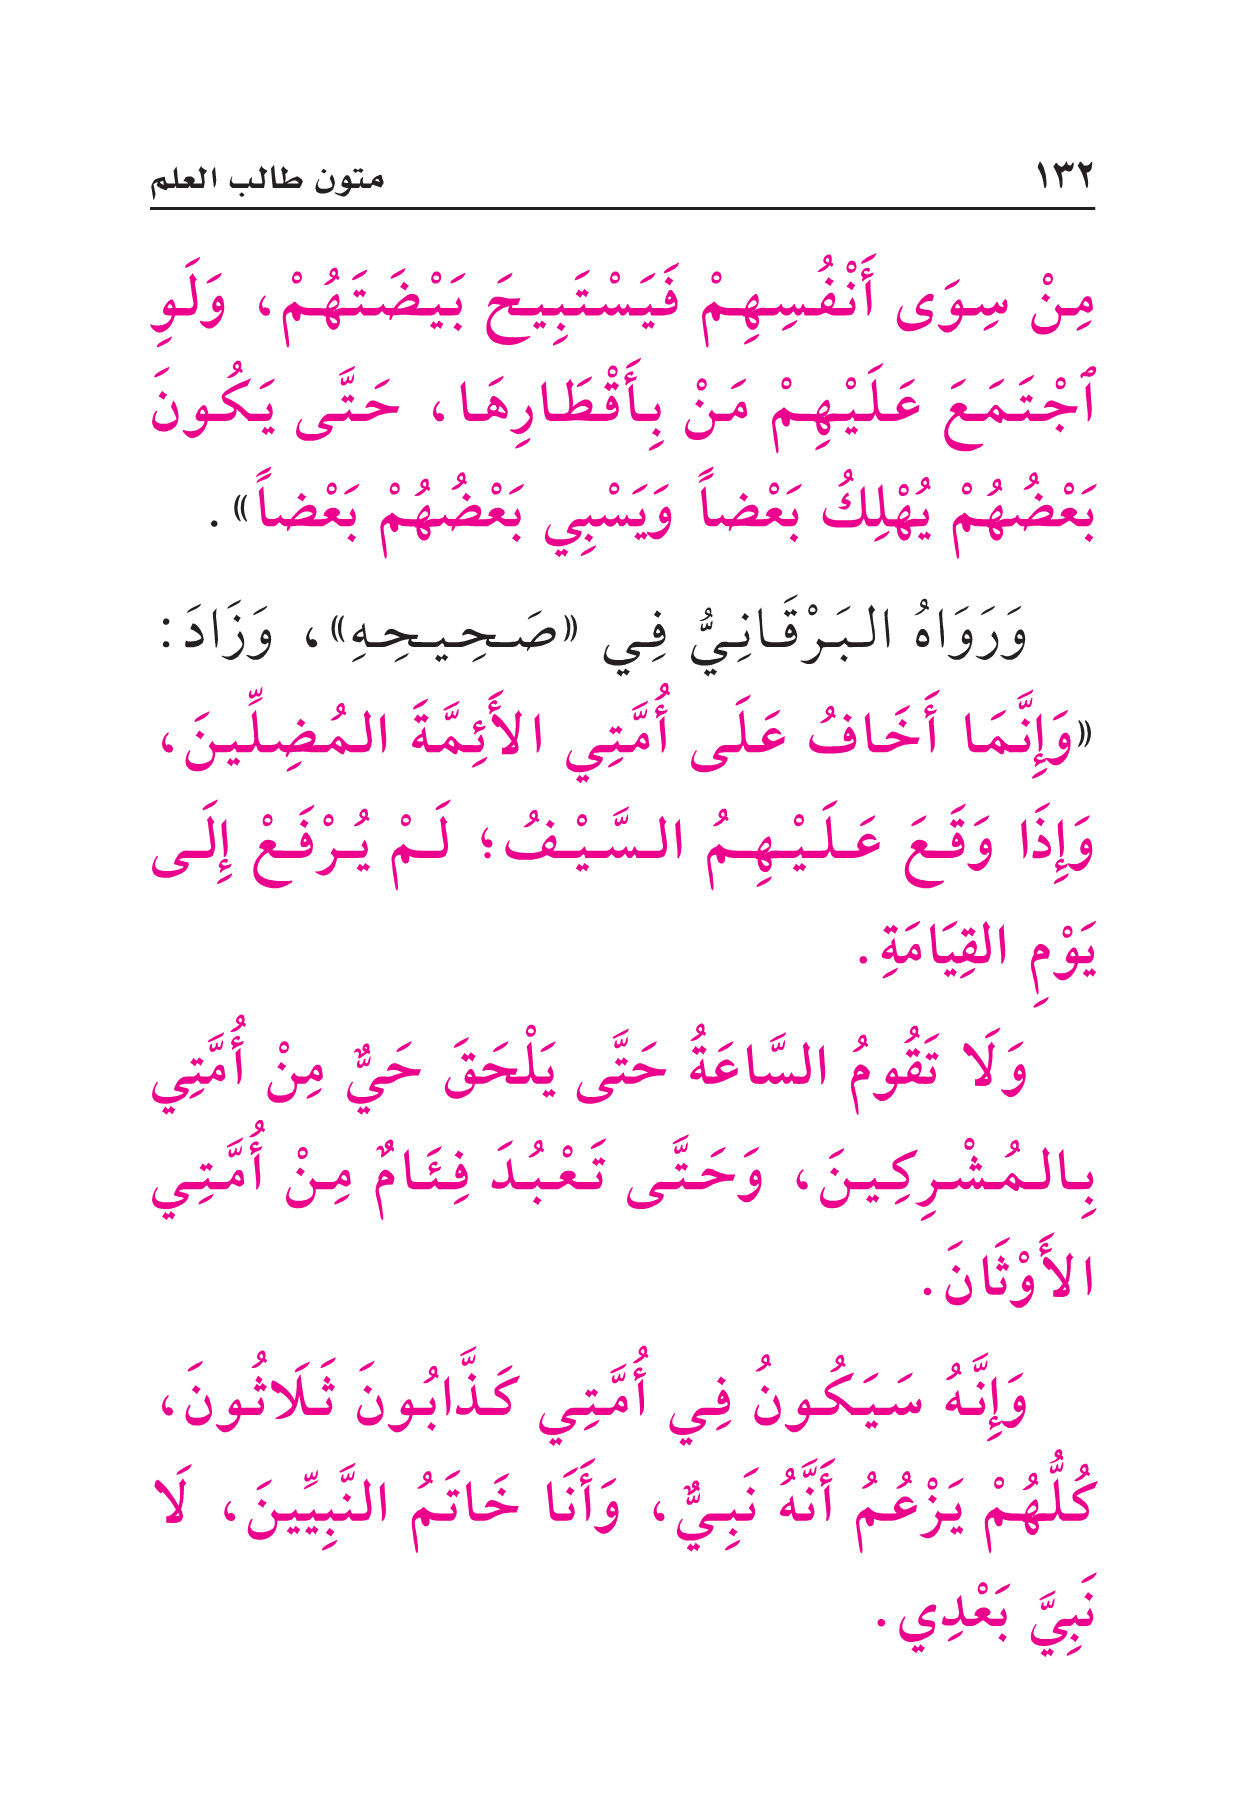 ١٣٢
متون طالب العلم
مِنْ سِوَى أَنْفُسِهِمْ فَيَسْتَبِيحَ بَيْضَتَهُمْ، وَلَوِ
ٱجْتَمَعَ عَلَيْهِمْ مَنْ بِأَقْطَارِهَا، حَتَّى يَكُونَ
بَعْضُهُمْ يُهْلِكُ بَعْضاً وَيَسْبِي بَعْضُهُمْ بَعْضاً».
وَرَوَاهُ البَرْقَانِيُّ فِي «صَحِيحِهِ»، وَزَادَ:
«وَإِنَّمَا أَخَافُ عَلَى أُمَّتِي الأَئِمَّةَ المُضِلِّينَ،
وَإِذَا وَقَعَ عَلَيْهِمُ السَّيْفُ؛ لَمْ يُرْفَعْ إِلَى
يَوْمِ القِيَامَةِ.
وَلَا تَقُومُ السَّاعَةُ حَتَّى يَلْحَقَ حَيٌّ مِنْ أُمَّتِي
بِالمُشْرِكِينَ، وَحَتَّى تَعْبُدَ فِئَامٌ مِنْ أُمَّتِي
الأَوْثَانَ.
وَإِنَّهُ سَيَكُونُ فِي أُمَّتِي كَذَّابُونَ ثَلَاثُونَ،
كُلُّهُمْ يَزْعُمُ أَنَّهُ نَبِيٌّ، وَأَنَا خَاتَمُ النَّبِيِّينَ، لَا
نَبِيَّ بَعْدِي.